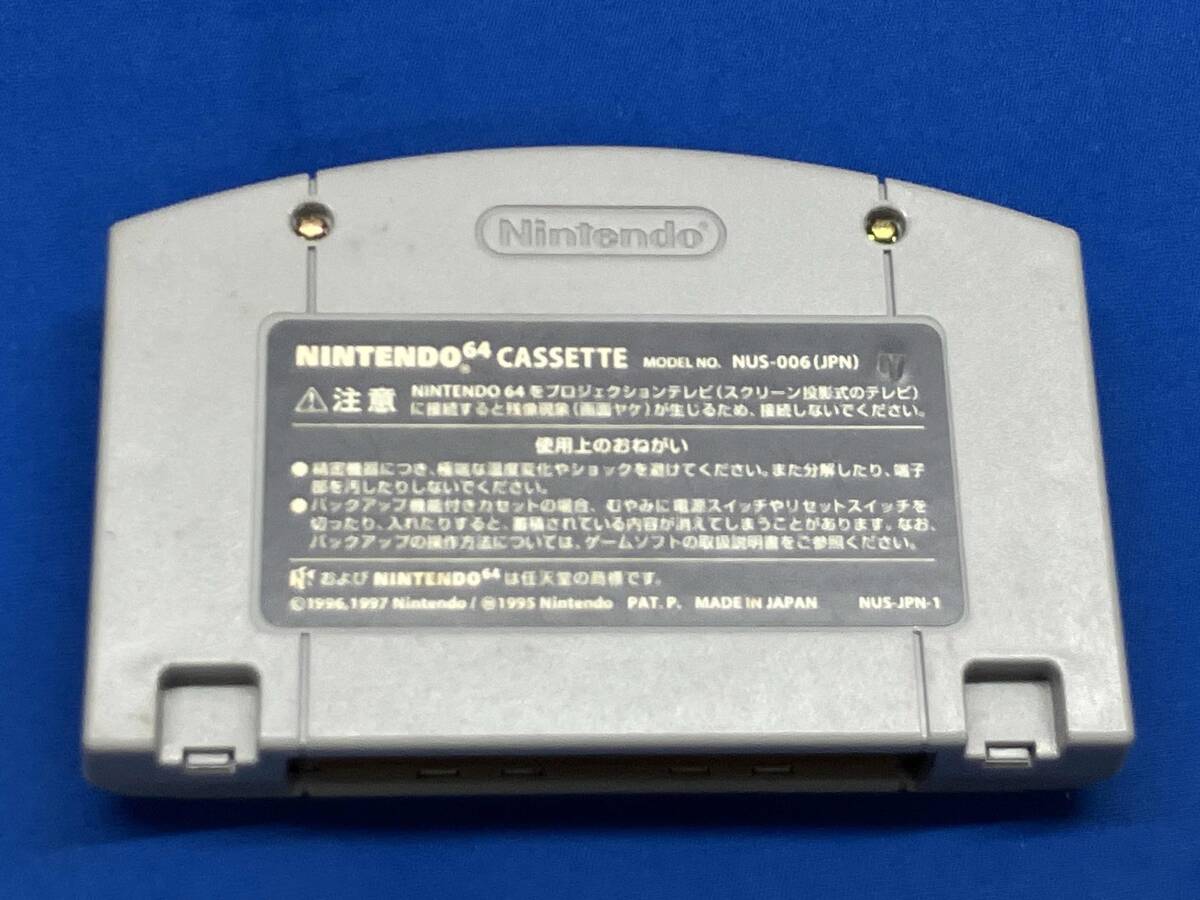 Nintendo
NINTENDO64 CASSETTE MODEL NO. NUS-006(JPN)
注意 NINTENDO 64をプロジェクションテレビ(スクリーン投影式のテレビ)
に接続すると残像現象(画面ヤケ)が生じるため、接続しないでください。
使用上のおねがい
●精密機器につき、極端な温度変化やショックを避けてください。また分解したり、端子
部を汚したりしないでください。
●バックアップ機能付きカセットの場合、むやみに電源スイッチやリセットスイッチを
切ったり、入れたりすると、蓄積されている内容が消えてしまうことがあります。なお、
バックアップの操作方法については、ゲームソフトの取扱説明書をご参照ください。
および NINTENDO64 は任天堂の商標です。
©1996,1997 Nintendo/Ⓜ1995 Nintendo PAT. P. MADE IN JAPAN NUS-JPN-1